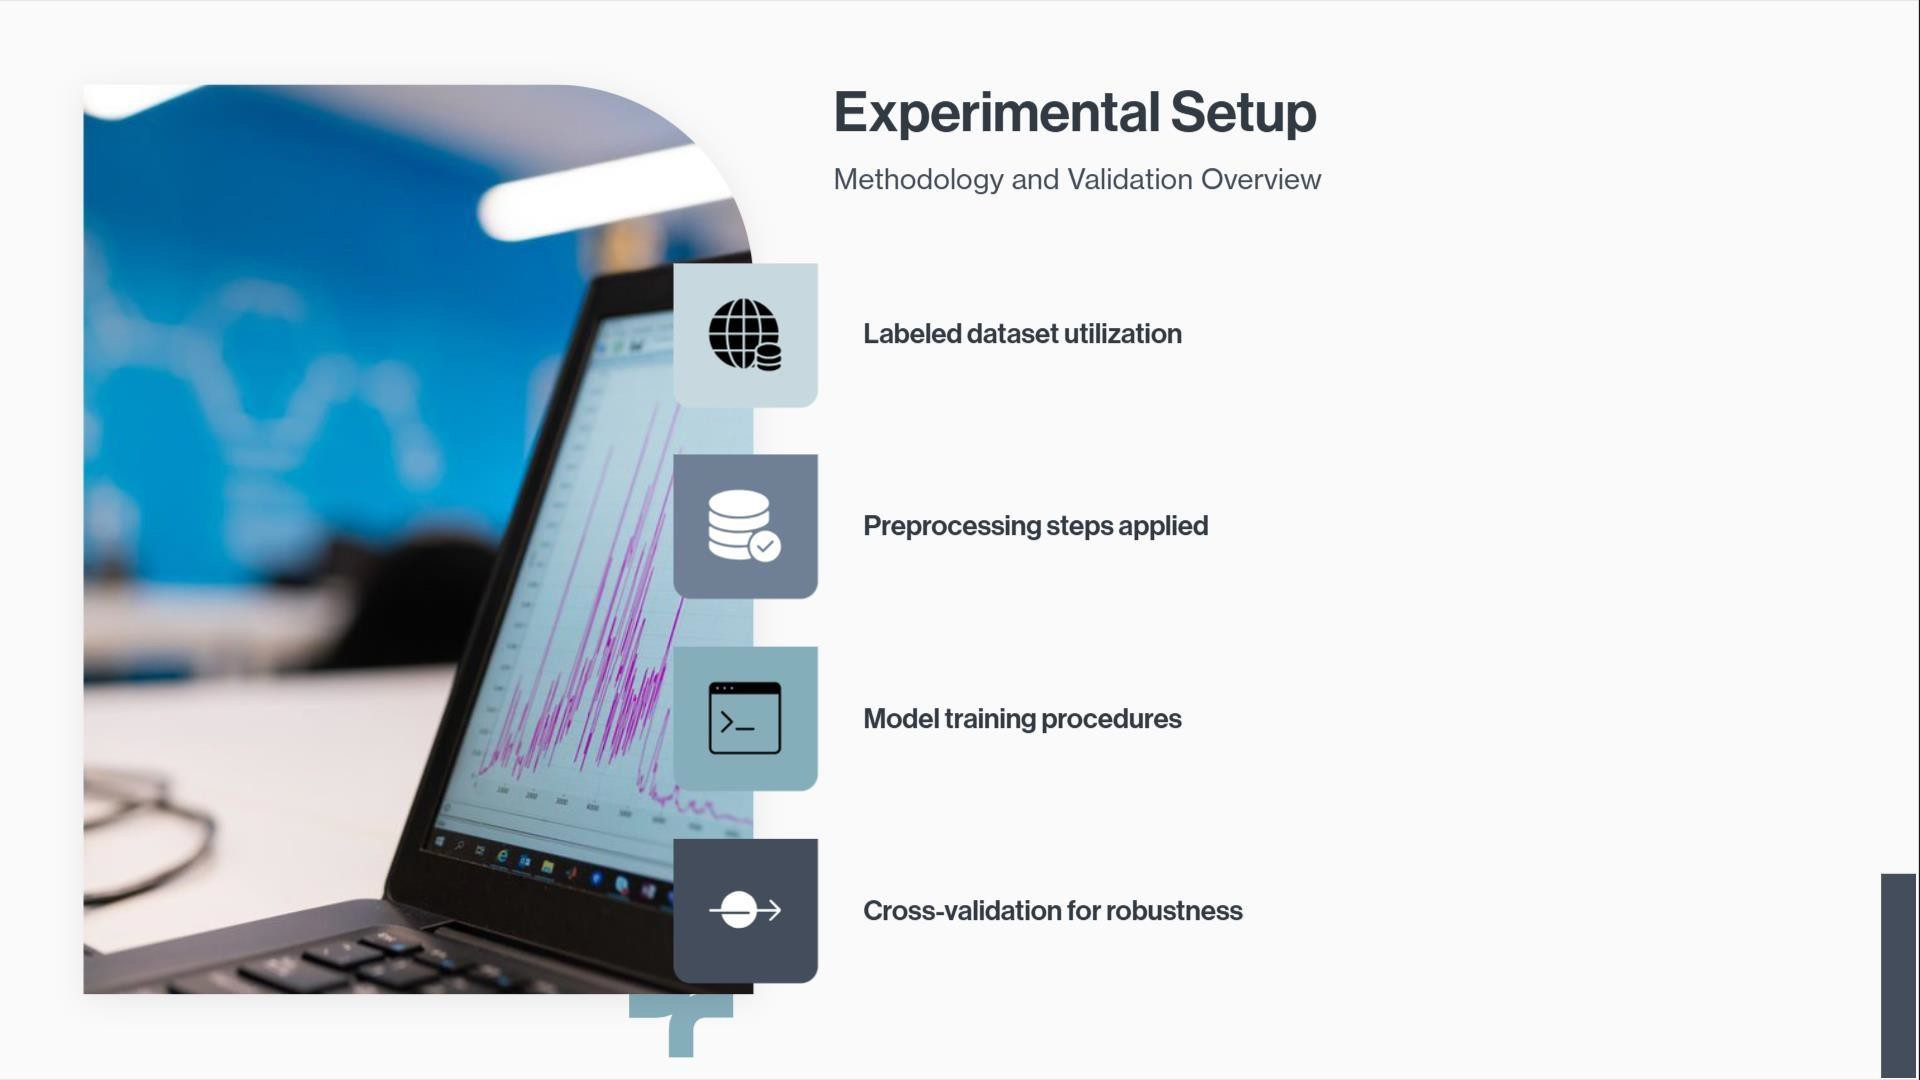 Experimental Setup
Methodology and Validation Overview
Labeled dataset utilization
Preprocessing steps applied
Model training procedures
Cross-validation for robustness